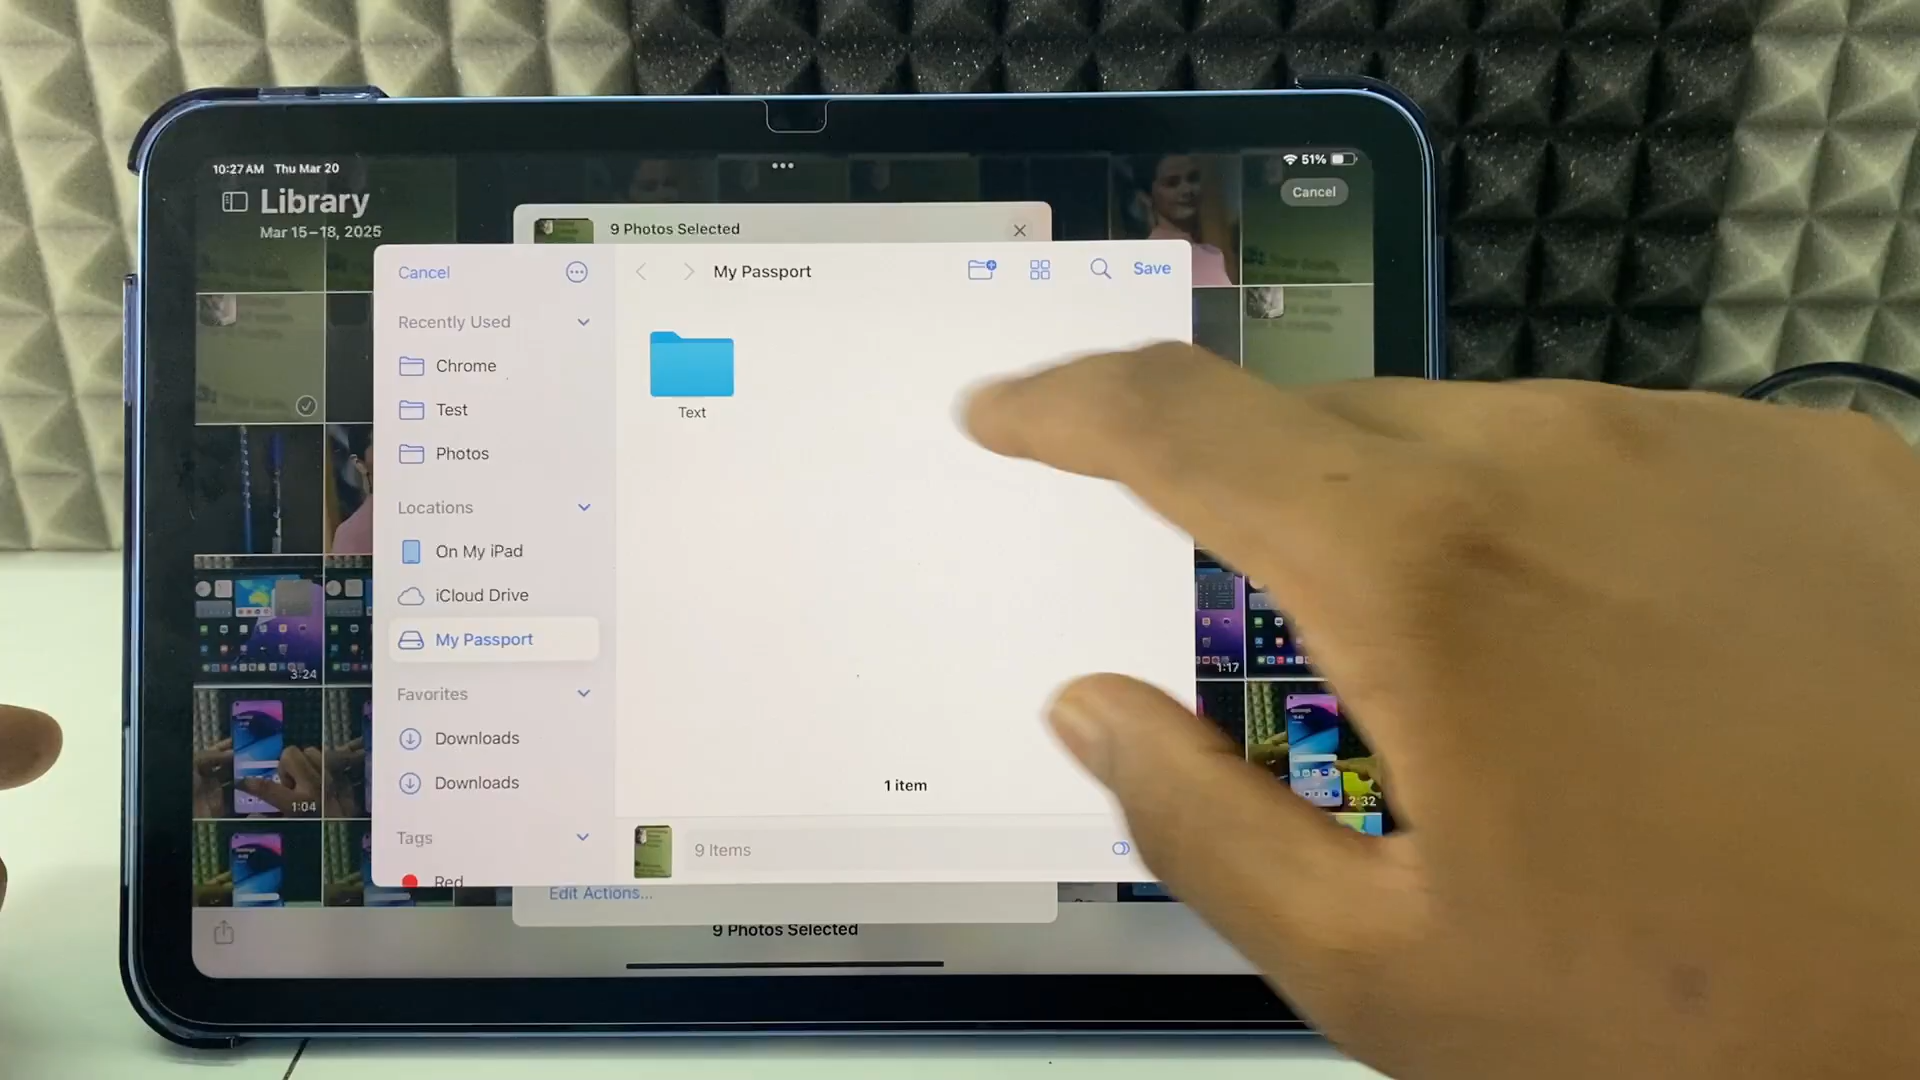 10:27 AM Thu Mar 20
51%
Library
Mar 15–18, 2025
Cancel
9 Photos Selected
Cancel
My Passport
Save
Recently Used
Chrome
Test
Photos
Text
Locations
On My iPad
iCloud Drive
My Passport
Favorites
Downloads
Downloads
Tags
Red
1 item
9 Items
Edit Actions...
9 Photos Selected
3:24
1:17
1:04
2:32